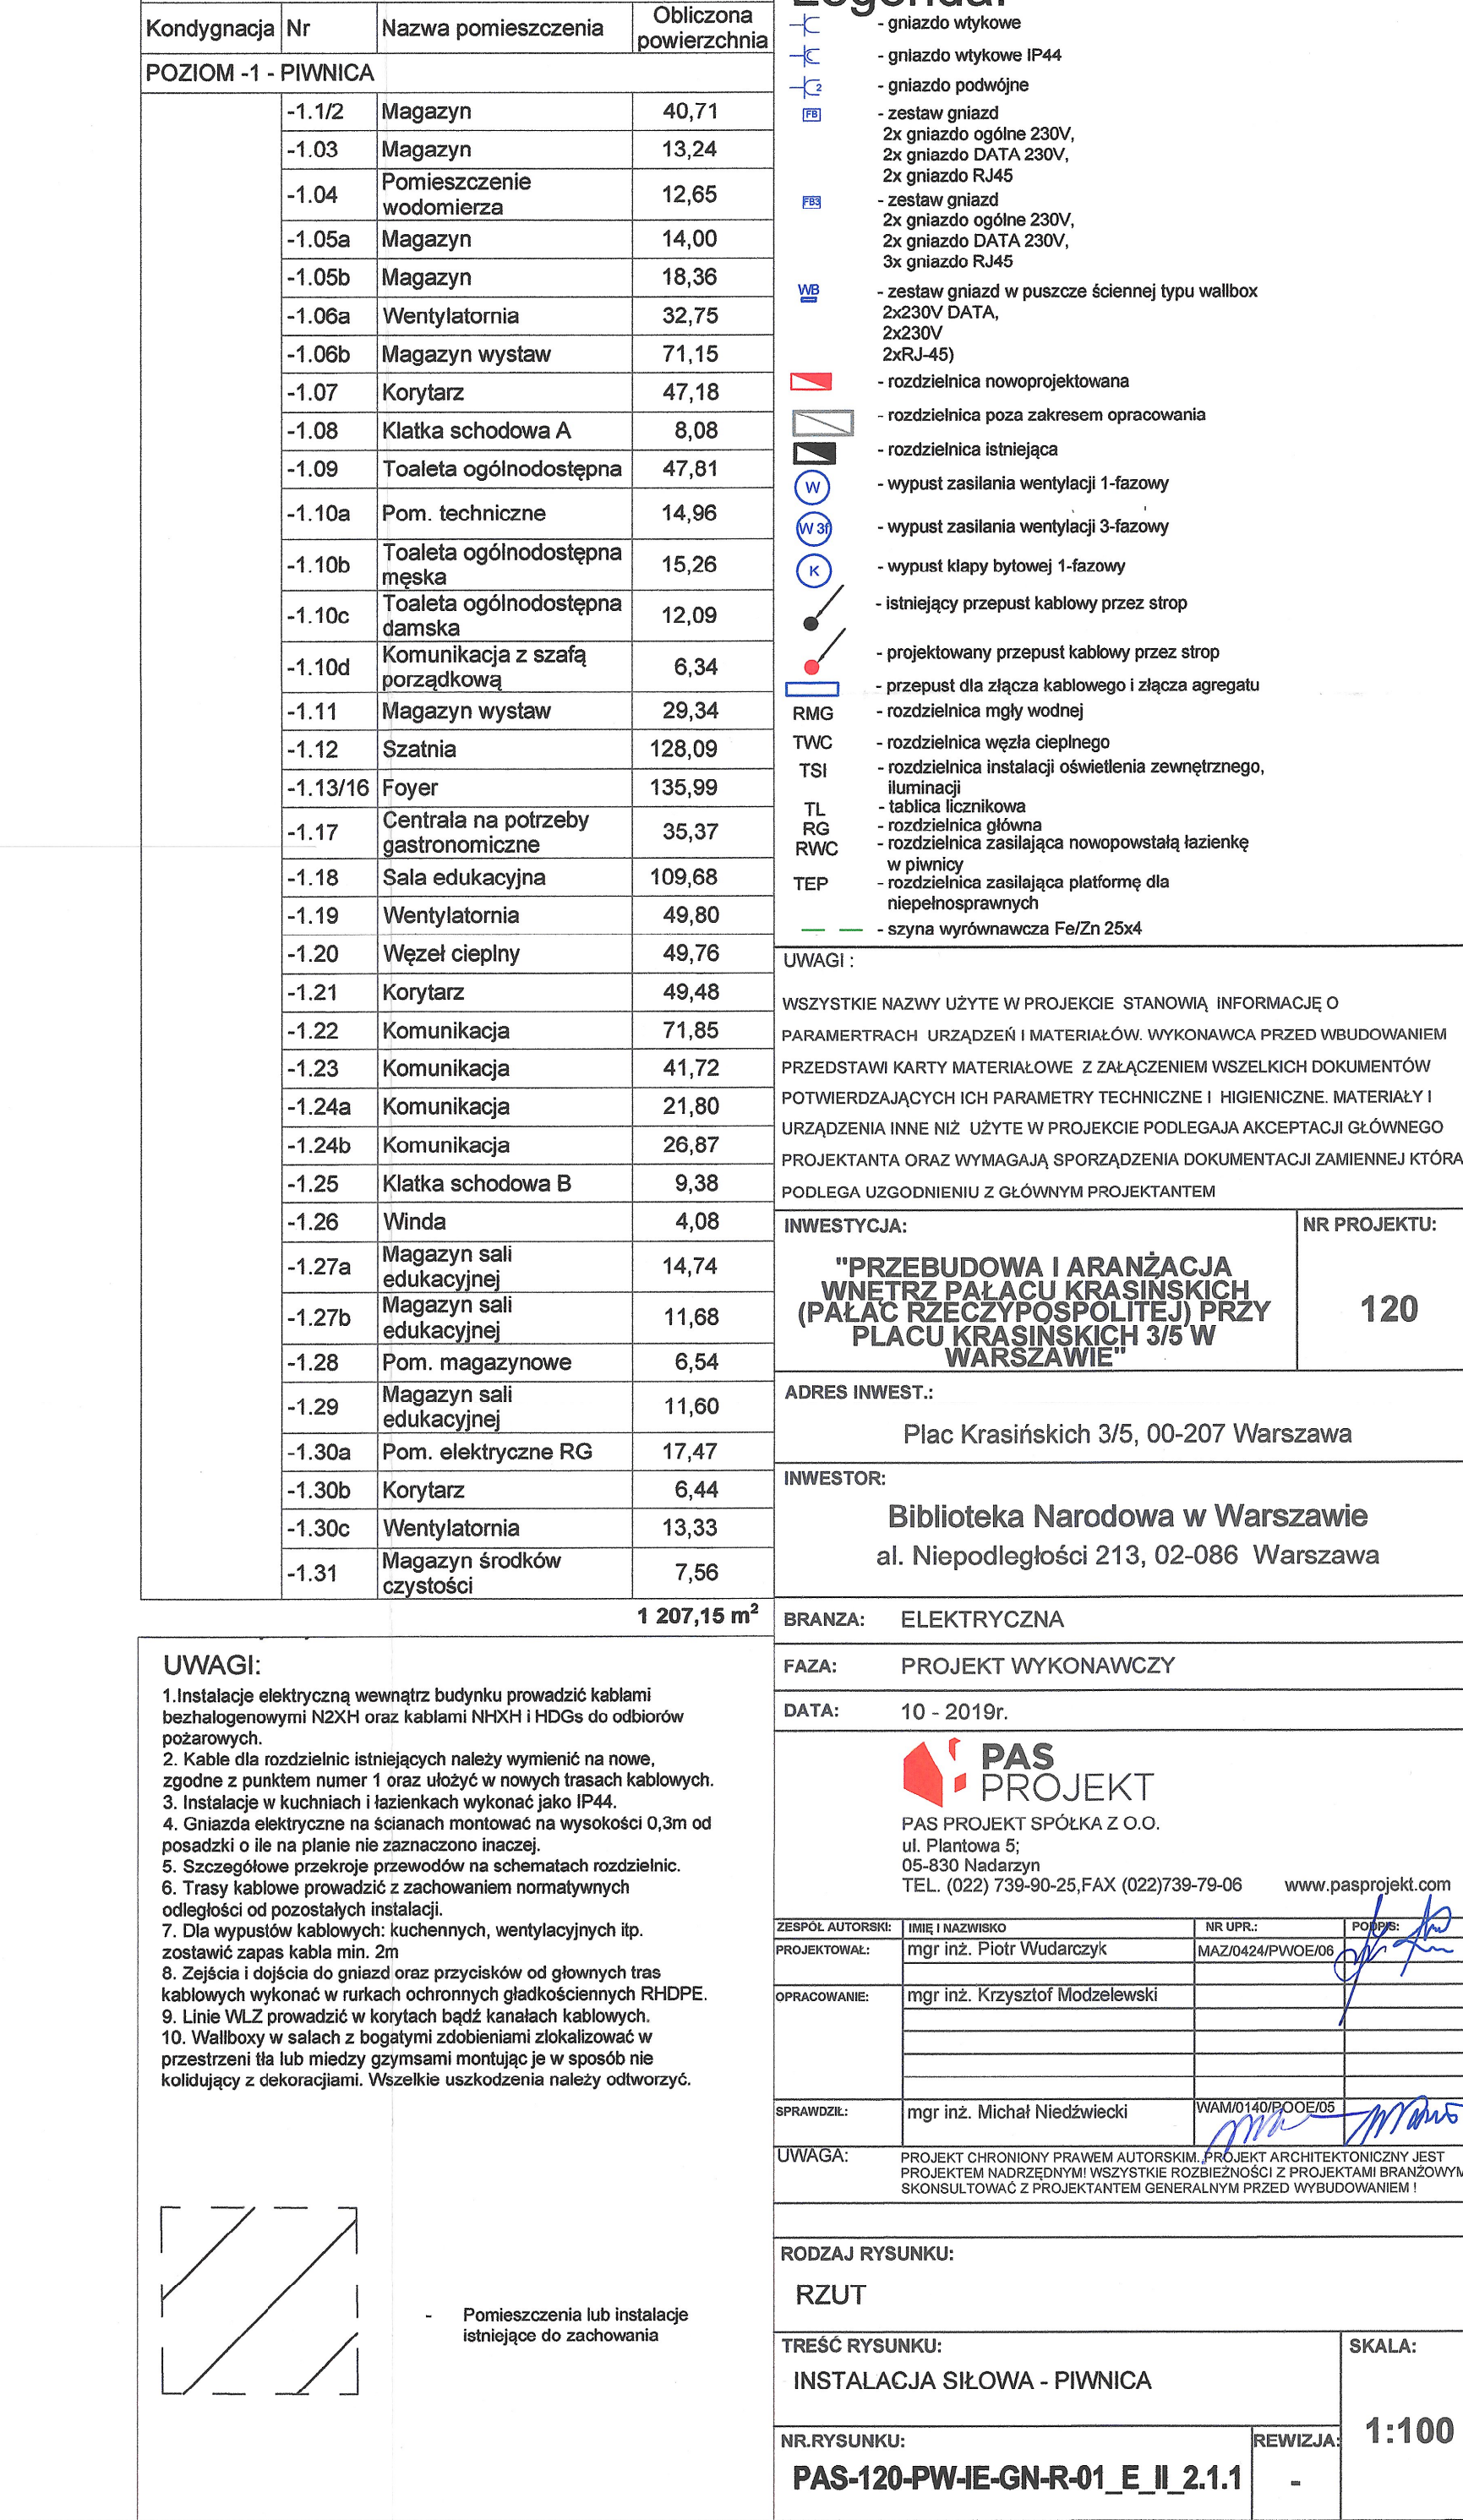 Legenda:
Kondygnacja Nr Nazwa pomieszczenia Obliczona powierzchnia
POZIOM -1 - PIWNICA
-1.1/2 Magazyn 40,71
-1.03 Magazyn 13,24
-1.04 Pomieszczenie wodomierza 12,65
-1.05a Magazyn 14,00
-1.05b Magazyn 18,36
-1.06a Wentylatornia 32,75
-1.06b Magazyn wystaw 71,15
-1.07 Korytarz 47,18
-1.08 Klatka schodowa A 8,08
-1.09 Toaleta ogólnodostępna 47,81
-1.10a Pom. techniczne 14,96
-1.10b Toaleta ogólnodostępna męska 15,26
-1.10c Toaleta ogólnodostępna damska 12,09
-1.10d Komunikacja z szafą porządkową 6,34
-1.11 Magazyn wystaw 29,34
-1.12 Szatnia 128,09
-1.13/16 Foyer 135,99
-1.17 Centrala na potrzeby gastronomiczne 35,37
-1.18 Sala edukacyjna 109,68
-1.19 Wentylatornia 49,80
-1.20 Węzeł cieplny 49,76
-1.21 Korytarz 49,48
-1.22 Komunikacja 71,85
-1.23 Komunikacja 41,72
-1.24a Komunikacja 21,80
-1.24b Komunikacja 26,87
-1.25 Klatka schodowa B 9,38
-1.26 Winda 4,08
-1.27a Magazyn sali edukacyjnej 14,74
-1.27b Magazyn sali edukacyjnej 11,68
-1.28 Pom. magazynowe 6,54
-1.29 Magazyn sali edukacyjnej 11,60
-1.30a Pom. elektryczne RG 17,47
-1.30b Korytarz 6,44
-1.30c Wentylatornia 13,33
-1.31 Magazyn środków czystości 7,56
1 207,15 m²
UWAGI:
1.Instalacje elektryczną wewnątrz budynku prowadzić kablami
bezhalogenowymi N2XH oraz kablami NHXH i HDGs do odbiorów
pożarowych.
2. Kable dla rozdzielnic istniejących należy wymienić na nowe,
zgodne z punktem numer 1 oraz ułożyć w nowych trasach kablowych.
3. Instalacje w kuchniach i łazienkach wykonać jako IP44.
4. Gniazda elektryczne na ścianach montować na wysokości 0,3m od
posadzki o ile na planie nie zaznaczono inaczej.
5. Szczegółowe przekroje przewodów na schematach rozdzielnic.
6. Trasy kablowe prowadzić z zachowaniem normatywnych
odległości od pozostałych instalacji.
7. Dla wypustów kablowych: kuchennych, wentylacyjnych itp.
zostawić zapas kabla min. 2m
8. Zejścia i dojścia do gniazd oraz przycisków od głownych tras
kablowych wykonać w rurkach ochronnych gładkościennych RHDPE.
9. Linie WLZ prowadzić w korytach bądź kanałach kablowych.
10. Wallboxy w salach z bogatymi zdobieniami zlokalizować w
przestrzeni tła lub miedzy gzymsami montując je w sposób nie
kolidujący z dekoracjiami. Wszelkie uszkodzenia należy odtworzyć.
- Pomieszczenia lub instalacje
istniejące do zachowania
- gniazdo wtykowe
- gniazdo wtykowe IP44
2 - gniazdo podwójne
FB - zestaw gniazd
2x gniazdo ogólne 230V,
2x gniazdo DATA 230V,
2x gniazdo RJ45
FB3 - zestaw gniazd
2x gniazdo ogólne 230V,
2x gniazdo DATA 230V,
3x gniazdo RJ45
WB - zestaw gniazd w puszcze ściennej typu wallbox
2x230V DATA,
2x230V
2xRJ-45)
- rozdzielnica nowoprojektowana
- rozdzielnica poza zakresem opracowania
- rozdzielnica istniejąca
W - wypust zasilania wentylacji 1-fazowy
W 3f - wypust zasilania wentylacji 3-fazowy
K - wypust klapy bytowej 1-fazowy
- istniejący przepust kablowy przez strop
- projektowany przepust kablowy przez strop
- przepust dla złącza kablowego i złącza agregatu
RMG - rozdzielnica mgły wodnej
TWC - rozdzielnica węzła cieplnego
TSI - rozdzielnica instalacji oświetlenia zewnętrznego,
iluminacji
TL - tablica licznikowa
RG - rozdzielnica główna
RWC - rozdzielnica zasilająca nowopowstałą łazienkę
w piwnicy
TEP - rozdzielnica zasilająca platformę dla
niepełnosprawnych
- szyna wyrównawcza Fe/Zn 25x4
UWAGI :
WSZYSTKIE NAZWY UŻYTE W PROJEKCIE STANOWIĄ INFORMACJĘ O
PARAMERTRACH URZĄDZEŃ I MATERIAŁÓW. WYKONAWCA PRZED WBUDOWANIEM
PRZEDSTAWI KARTY MATERIAŁOWE Z ZAŁĄCZENIEM WSZELKICH DOKUMENTÓW
POTWIERDZAJĄCYCH ICH PARAMETRY TECHNICZNE I HIGIENICZNE. MATERIAŁY I
URZĄDZENIA INNE NIŻ UŻYTE W PROJEKCIE PODLEGAJA AKCEPTACJI GŁÓWNEGO
PROJEKTANTA ORAZ WYMAGAJĄ SPORZĄDZENIA DOKUMENTACJI ZAMIENNEJ KTÓRA
PODLEGA UZGODNIENIU Z GŁÓWNYM PROJEKTANTEM
INWESTYCJA: NR PROJEKTU:
"PRZEBUDOWA I ARANŻACJA
WNĘTRZ PAŁACU KRASIŃSKICH
(PAŁAC RZECZYPOSPOLITEJ) PRZY
PLACU KRASIŃSKICH 3/5 W
WARSZAWIE"
120
ADRES INWEST.:
Plac Krasińskich 3/5, 00-207 Warszawa
INWESTOR:
Biblioteka Narodowa w Warszawie
al. Niepodległości 213, 02-086 Warszawa
BRANZA: ELEKTRYCZNA
FAZA: PROJEKT WYKONAWCZY
DATA: 10 - 2019r.
PAS
PROJEKT
PAS PROJEKT SPÓŁKA Z O.O.
ul. Plantowa 5;
05-830 Nadarzyn
TEL. (022) 739-90-25,FAX (022)739-79-06 www.pasprojekt.com
ZESPÓŁ AUTORSKI: IMIĘ I NAZWISKO NR UPR.: PODPIS:
PROJEKTOWAŁ: mgr inż. Piotr Wudarczyk MAZ/0424/PWOE/06
OPRACOWANIE: mgr inż. Krzysztof Modzelewski
SPRAWDZIŁ: mgr inż. Michał Niedźwiecki WAM/0140/POOE/05
UWAGA: PROJEKT CHRONIONY PRAWEM AUTORSKIM. PROJEKT ARCHITEKTONICZNY JEST
PROJEKTEM NADRZĘDNYM! WSZYSTKIE ROZBIEŻNOŚCI Z PROJEKTAMI BRANŻOWYM
SKONSULTOWAĆ Z PROJEKTANTEM GENERALNYM PRZED WYBUDOWANIEM !
RODZAJ RYSUNKU:
RZUT
TREŚĆ RYSUNKU: SKALA:
INSTALACJA SIŁOWA - PIWNICA
1:100
NR.RYSUNKU: REWIZJA:
PAS-120-PW-IE-GN-R-01_E_II_2.1.1 -